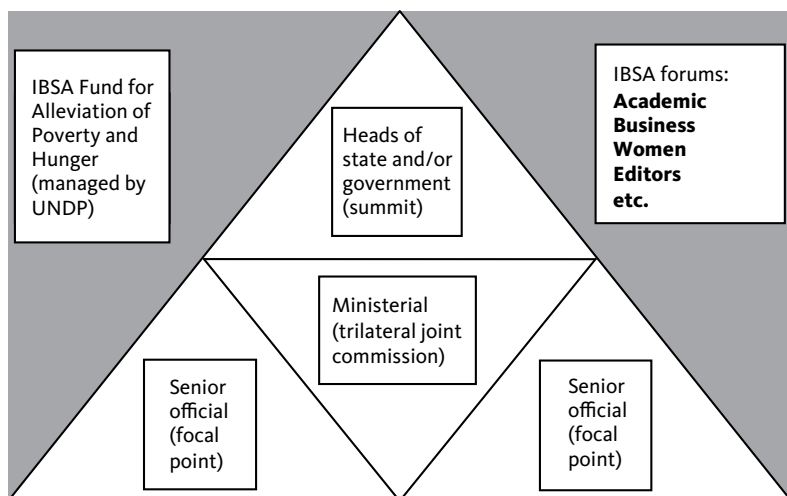 IBSA Fund for
Alleviation of
Poverty and
Hunger
(managed by
UNDP)
Heads of
state and/or
government
(summit)
IBSA forums:
Academic
Business
Women
Editors
etc.
Ministerial
(trilateral joint
commission)
Senior
official
(focal
point)
Senior
official
(focal
point)